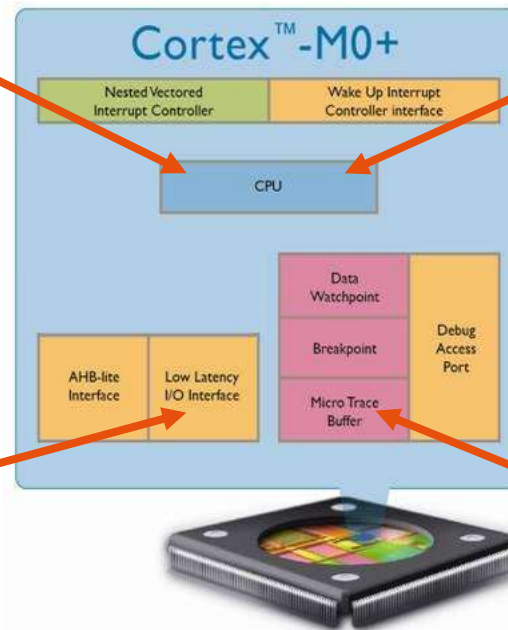 Cortex™-M0+
Nested Vectored
Interrupt Controller
Wake Up Interrupt
Controller interface
CPU
Data
Watchpoint
Breakpoint
Micro Trace
Buffer
Debug
Access
Port
AHB-lite
Interface
Low Latency
I/O Interface